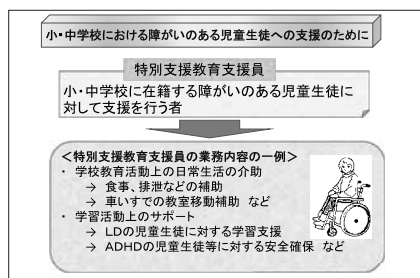 小・中学校における障がいのある児童生徒への支援のために
特別支援教育支援員
小・中学校に在籍する障がいのある児童生徒に
対して支援を行う者
＜特別支援教育支援員の業務内容の一例＞
・ 学校教育活動上の日常生活の介助
→ 食事、排泄などの補助
→ 車いすでの教室移動補助 など
・ 学習活動上のサポート
→ LDの児童生徒に対する学習支援
→ ADHDの児童生徒等に対する安全確保 など